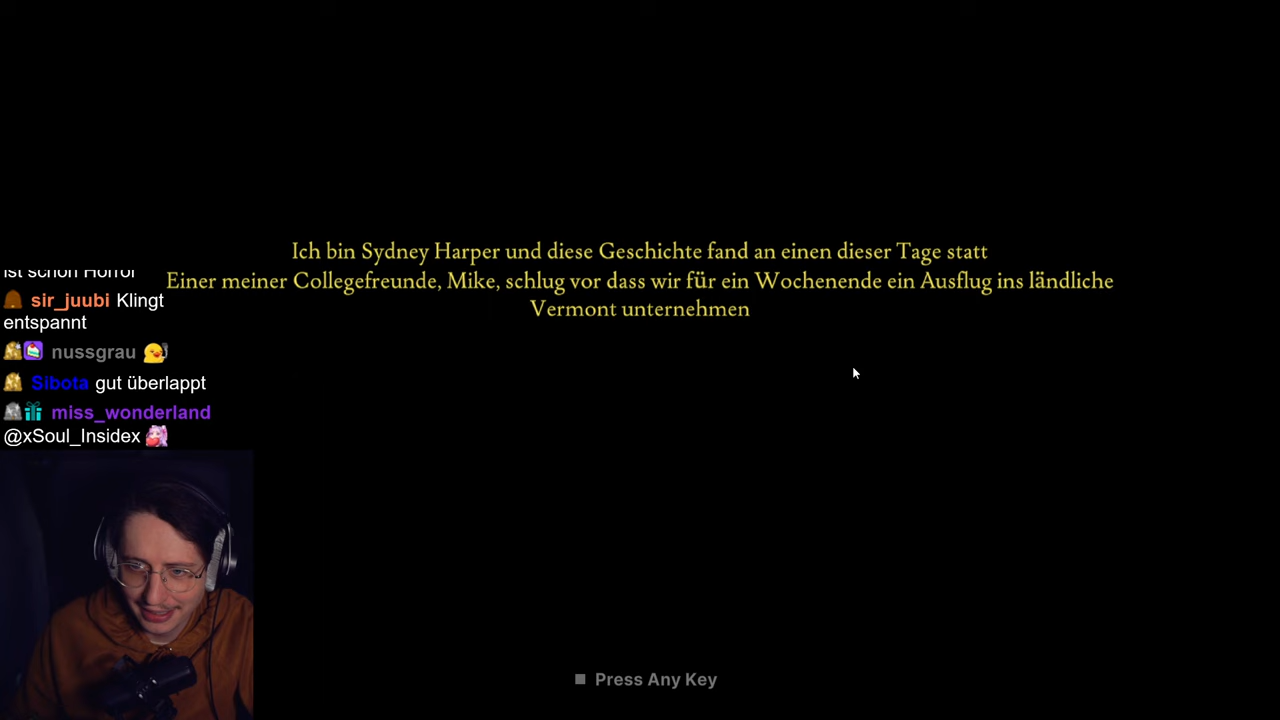 Ich bin Sydney Harper und diese Geschichte fand an einen dieser Tage statt
Einer meiner Collegefreunde, Mike, schlug vor dass wir für ein Wochenende ein Ausflug ins ländliche
Vermont unternehmen
ist schon Horror
sir_juubi Klingt
entspannt
nussgrau
Sibota gut überlappt
miss_wonderland
@xSoul_Insidex
Press Any Key